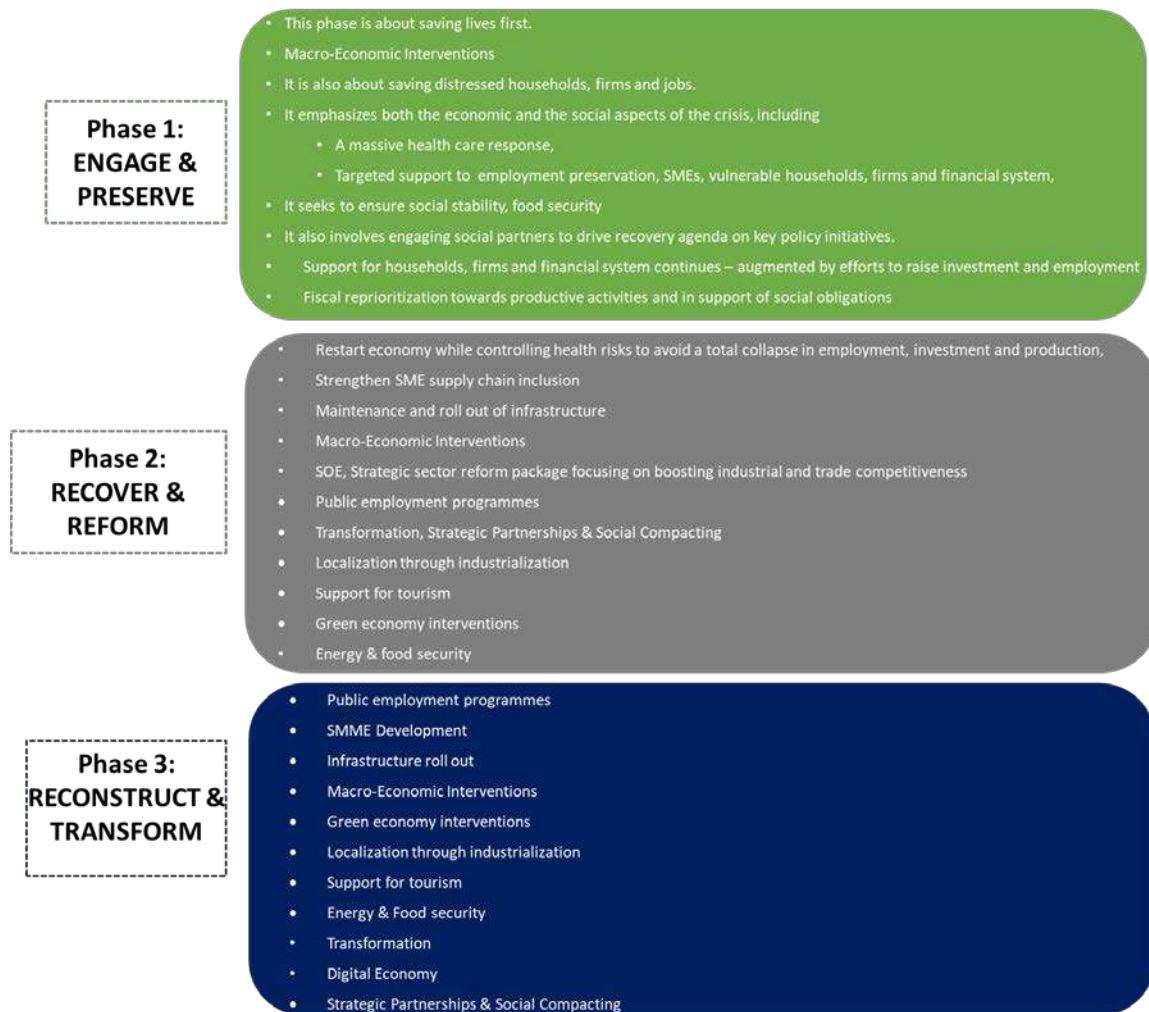 Phase 1:
ENGAGE &
PRESERVE
• This phase is about saving lives first.
• Macro-Economic Interventions
• It is also about saving distressed households, firms and jobs.
• It emphasizes both the economic and the social aspects of the crisis, including
• A massive health care response,
• Targeted support to employment preservation, SMEs, vulnerable households, firms and financial system,
• It seeks to ensure social stability, food security
• It also involves engaging social partners to drive recovery agenda on key policy initiatives.
• Support for households, firms and financial system continues – augmented by efforts to raise investment and employment
• Fiscal reprioritization towards productive activities and in support of social obligations
Phase 2:
RECOVER &
REFORM
• Restart economy while controlling health risks to avoid a total collapse in employment, investment and production,
• Strengthen SME supply chain inclusion
• Maintenance and roll out of infrastructure
• Macro-Economic Interventions
• SOE, Strategic sector reform package focusing on boosting industrial and trade competitiveness
• Public employment programmes
• Transformation, Strategic Partnerships & Social Compacting
• Localization through industrialization
• Support for tourism
• Green economy interventions
• Energy & food security
Phase 3:
RECONSTRUCT &
TRANSFORM
• Public employment programmes
• SMME Development
• Infrastructure roll out
• Macro-Economic Interventions
• Green economy interventions
• Localization through industrialization
• Support for tourism
• Energy & Food security
• Transformation
• Digital Economy
• Strategic Partnerships & Social Compacting